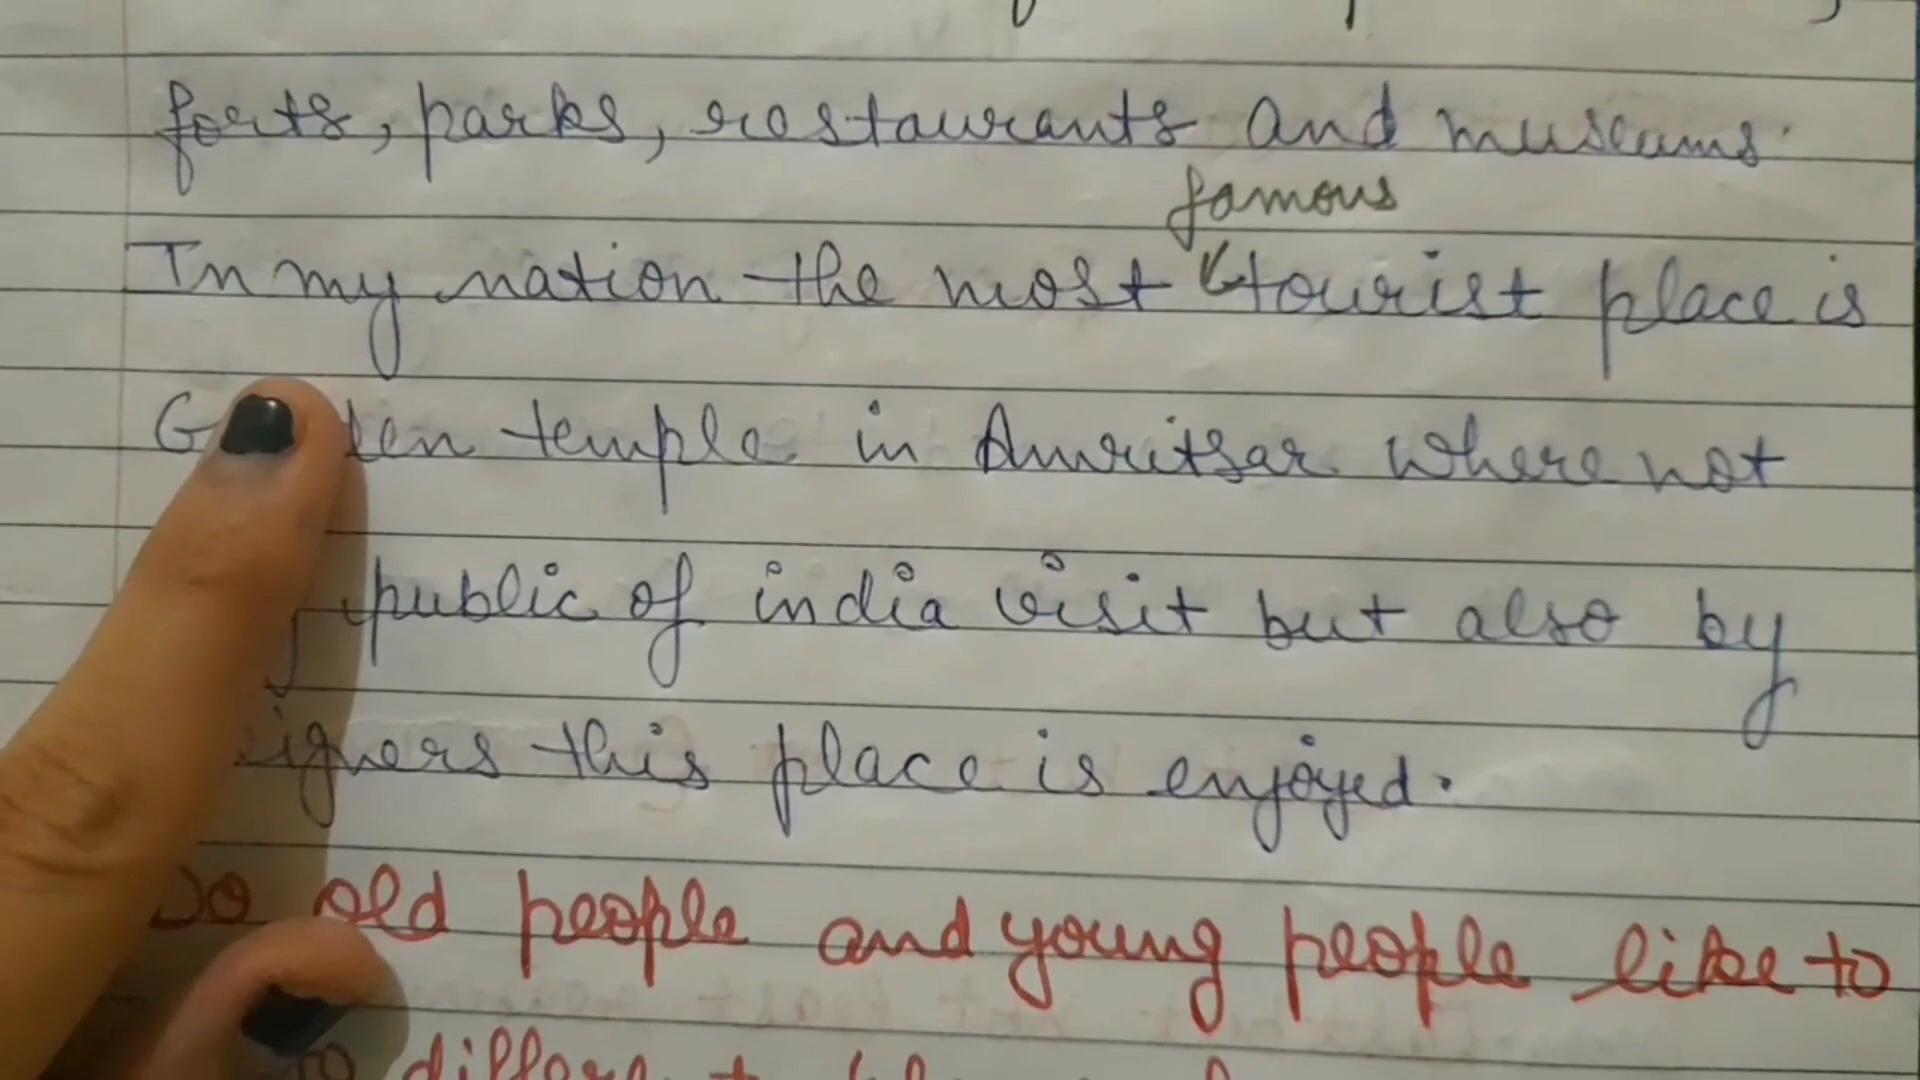 forts, parks, restaurants and museums.
famous
In my nation the most tourist place is
temple in Amritsar where not
public of india visit but also by
this place is enjoyed.
old people and young people like to